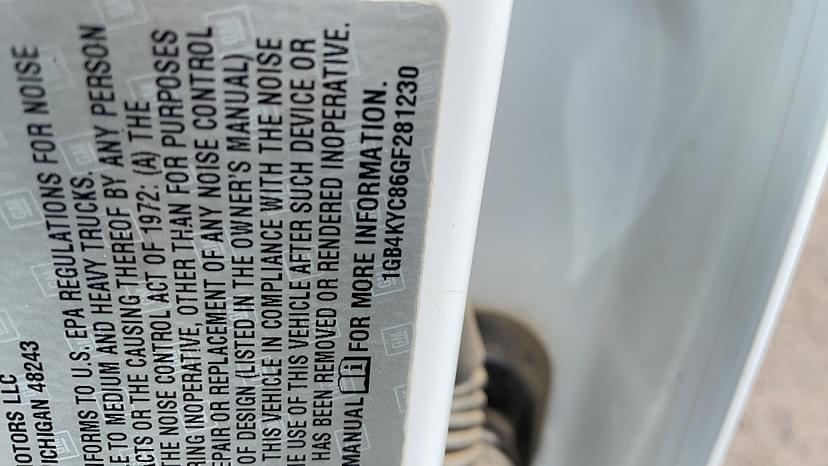 OTORS LLC
ICHIGAN 48243
NFORMS TO U.S. EPA REGULATIONS FOR NOISE
LE TO MEDIUM AND HEAVY TRUCKS.
ACTS OR THE CAUSING THEREOF BY ANY PERSON
THE NOISE CONTROL ACT OF 1972: (A) THE
RING INOPERATIVE, OTHER THAN FOR PURPOSES
EPAIR OR REPLACEMENT OF ANY NOISE CONTROL
OF DESIGN (LISTED IN THE OWNER'S MANUAL)
THIS VEHICLE IN COMPLIANCE WITH THE NOISE
E USE OF THIS VEHICLE AFTER SUCH DEVICE OR
HAS BEEN REMOVED OR RENDERED INOPERATIVE.
MANUAL FOR MORE INFORMATION.
1GB4KYC86GF281230